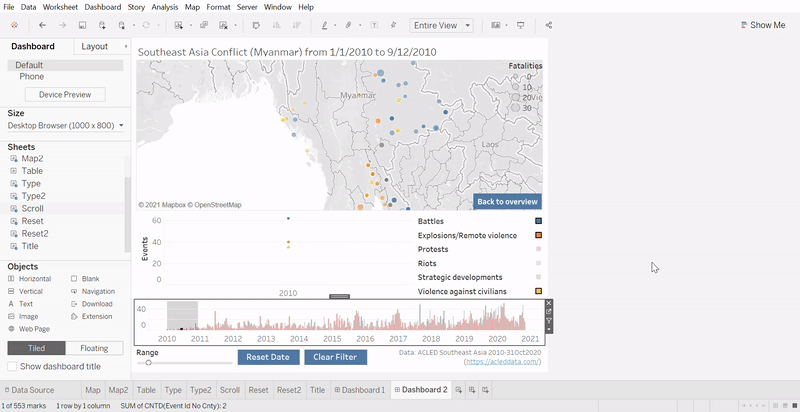 File Data Worksheet Dashboard Story Analysis Map Format Server Window Help
Entire View
Show Me
Dashboard Layout
Default
Phone
Device Preview
Size
Desktop Browser (1000 x 800)
Sheets
Map2
Table
Type
Type2
Scroll
Reset
Reset2
Title
Objects
Horizontal Blank
Vertical Navigation
Text Download
Image Extension
Web Page
Tiled Floating
Show dashboard title
Southeast Asia Conflict (Myanmar) from 1/1/2010 to 9/12/2010
Fatalities
0
10
20
30
Myanmar
Laos
© 2021 Mapbox © OpenStreetMap
Back to overview
Events
60
40
20
0
2010
Battles
Explosions/Remote violence
Protests
Riots
Strategic developments
Violence against civilians
40
0
2010 2011 2012 2013 2014 2015 2016 2017 2018 2019 2020 2021
Range
Reset Date Clear Filter
Data: ACLED Southeast Asia 2010-31Oct2020
(https://acleddata.com/)
Data Source Map Map2 Table Type Type2 Scroll Reset Reset2 Title Dashboard 1 Dashboard 2
1 of 553 marks 1 row by 1 column SUM of CNTD(Event Id No Cnty): 2